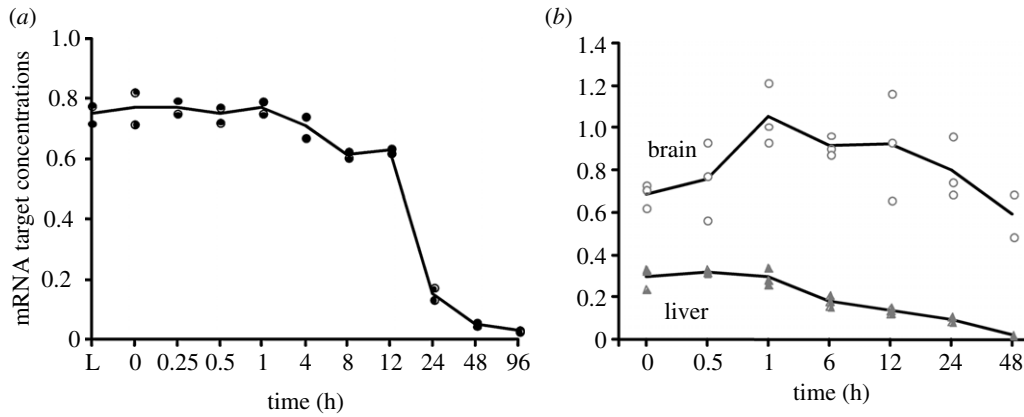 (a)
1.0
0.8
0.6
0.4
0.2
0
mRNA target concentrations
L 0 0.25 0.5 1 4 8 12 24 48 96
time (h)
(b)
1.4
1.2
1.0
0.8
0.6
0.4
0.2
0
brain
liver
0 0.5 1 6 12 24 48
time (h)